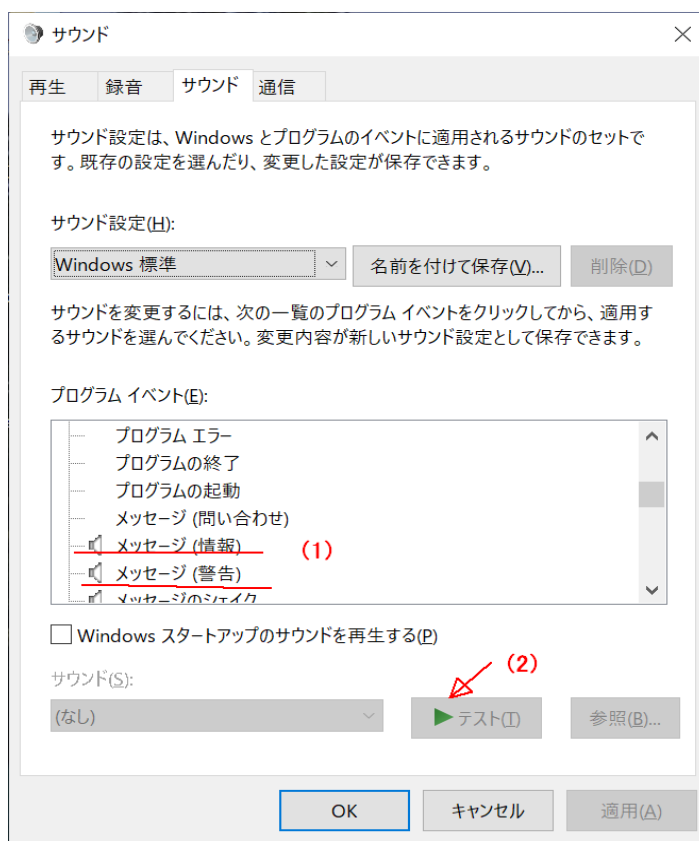 サウンド
再生 録音 サウンド 通信
サウンド設定は、Windows とプログラムのイベントに適用されるサウンドのセットで
す。既存の設定を選んだり、変更した設定が保存できます。
サウンド設定(H):
Windows 標準
名前を付けて保存(V)...
削除(D)
サウンドを変更するには、次の一覧のプログラム イベントをクリックしてから、適用す
るサウンドを選んでください。変更内容が新しいサウンド設定として保存できます。
プログラム イベント(E):
プログラム エラー
プログラムの終了
プログラムの起動
メッセージ (問い合わせ)
メッセージ (情報)
(1)
メッセージ (警告)
メッセージのシェイク
Windows スタートアップのサウンドを再生する(P)
(2)
サウンド(S):
(なし)
テスト(T)
参照(B)...
OK
キャンセル
適用(A)